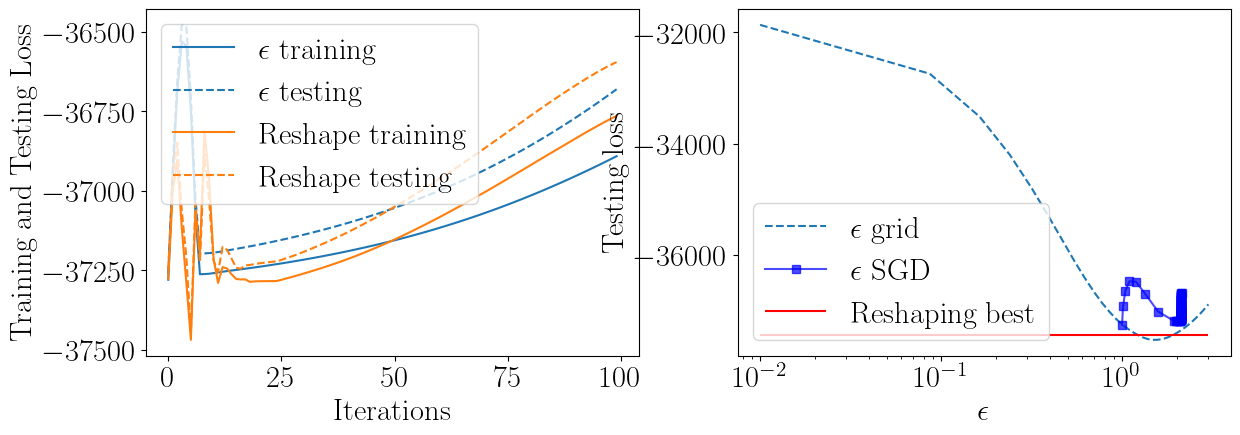 Training and Testing Loss
−36500
−36750
−37000
−37250
−37500
ϵ training
ϵ testing
Reshape training
Reshape testing
0
25
50
75
100
Iterations
Testing loss
−32000
−34000
−36000
ϵ grid
ϵ SGD
Reshaping best
10⁻²
10⁻¹
10⁰
ϵ